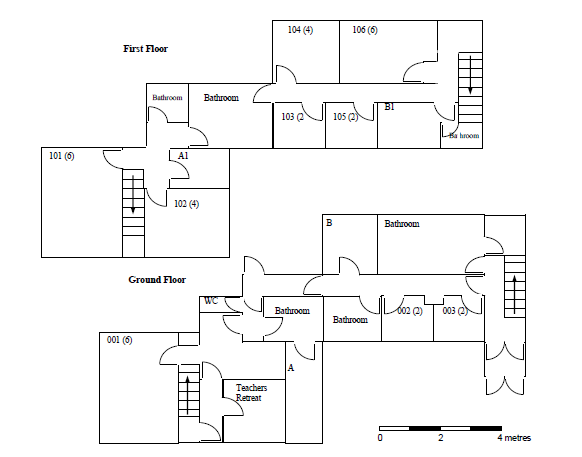 First Floor
104 (4)
106 (6)
Bathroom
Bathroom
103 (2
105 (2)
B1
Ba hroom
101 (6)
A1
102 (4)
B
Bathroom
Ground Floor
WC
Bathroom
Bathroom
002 (2)
003 (2)
001 (6)
A
Teachers
Retreat
0 2 4 metres